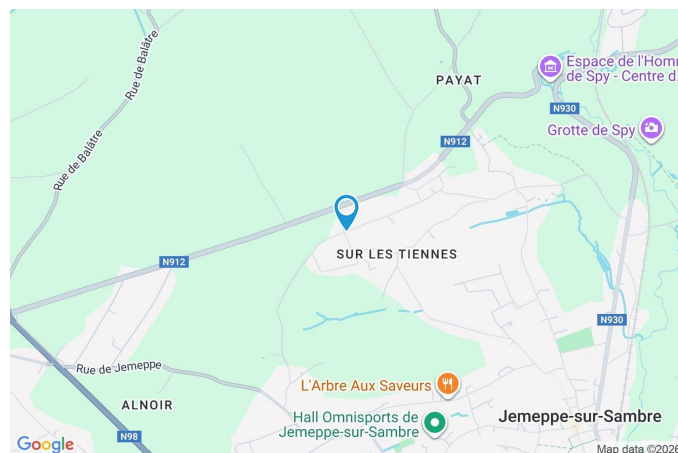 Rue de Balâtre
PAYAT
Espace de l'Hom
de Spy - Centre d.
N930
Grotte de Spy
N912
Rue de Balâtre
SUR LES TIENNES
N912
N930
Rue de Jemeppe
L'Arbre Aux Saveurs
ALNOIR
Hall Omnisports de
Jemeppe-sur-Sambre
Jemeppe-sur-Sambre
N98
Google
Map data ©2026